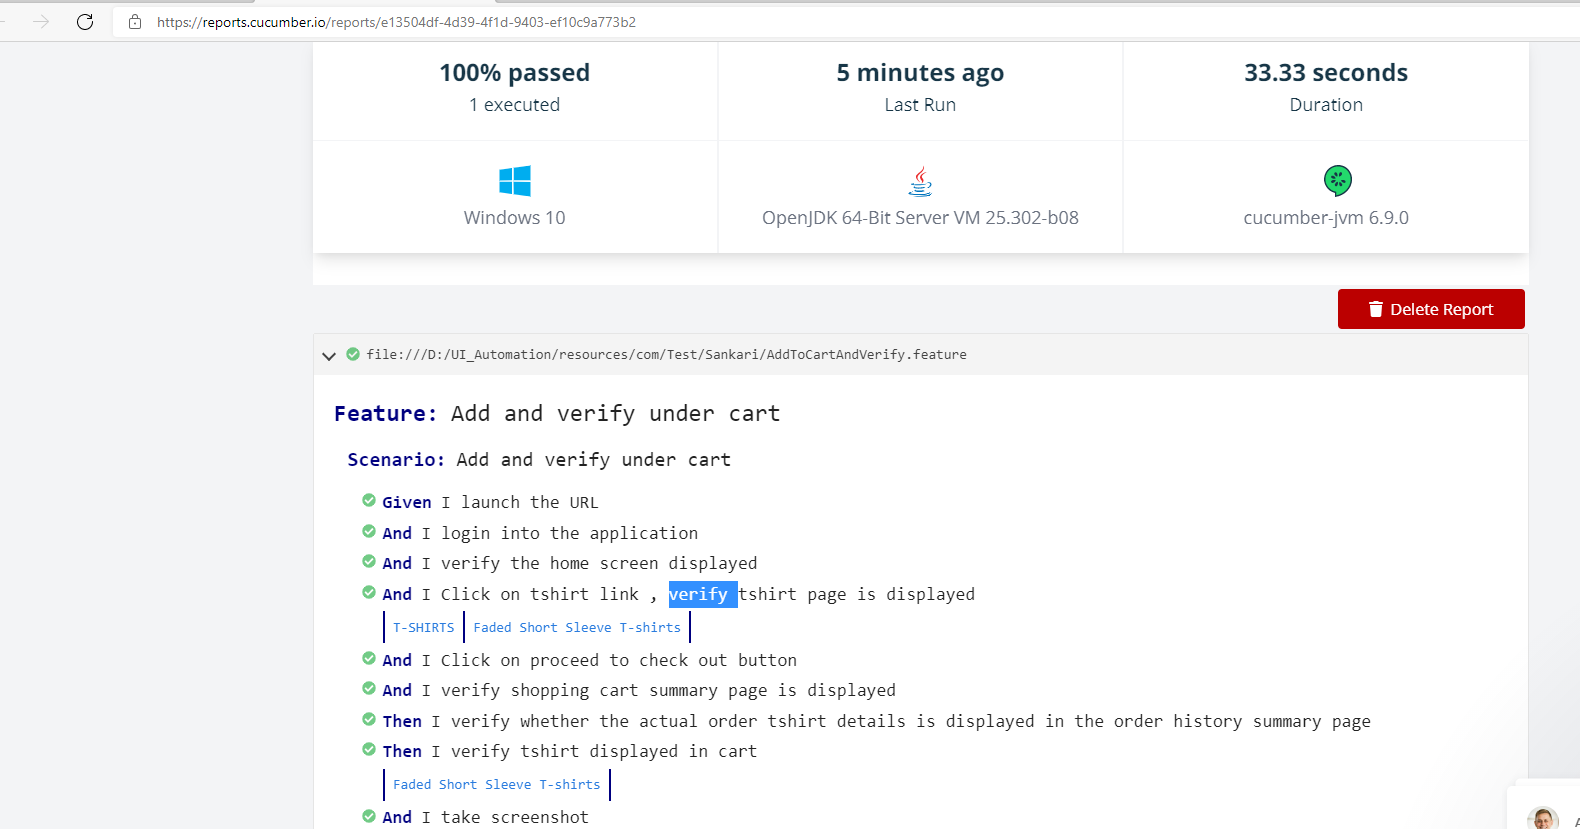 https://reports.cucumber.io/reports/e13504df-4d39-4f1d-9403-ef10c9a773b2
100% passed
1 executed
5 minutes ago
Last Run
33.33 seconds
Duration
Windows 10
OpenJDK 64-Bit Server VM 25.302-b08
cucumber-jvm 6.9.0
Delete Report
file:///D:/UI_Automation/resources/com/Test/Sankari/AddToCartAndVerify.feature
Feature: Add and verify under cart
Scenario: Add and verify under cart
Given I launch the URL
And I login into the application
And I verify the home screen displayed
And I Click on tshirt link , verify tshirt page is displayed
T-SHIRTS Faded Short Sleeve T-shirts
And I Click on proceed to check out button
And I verify shopping cart summary page is displayed
Then I verify whether the actual order tshirt details is displayed in the order history summary page
Then I verify tshirt displayed in cart
Faded Short Sleeve T-shirts
And I take screenshot